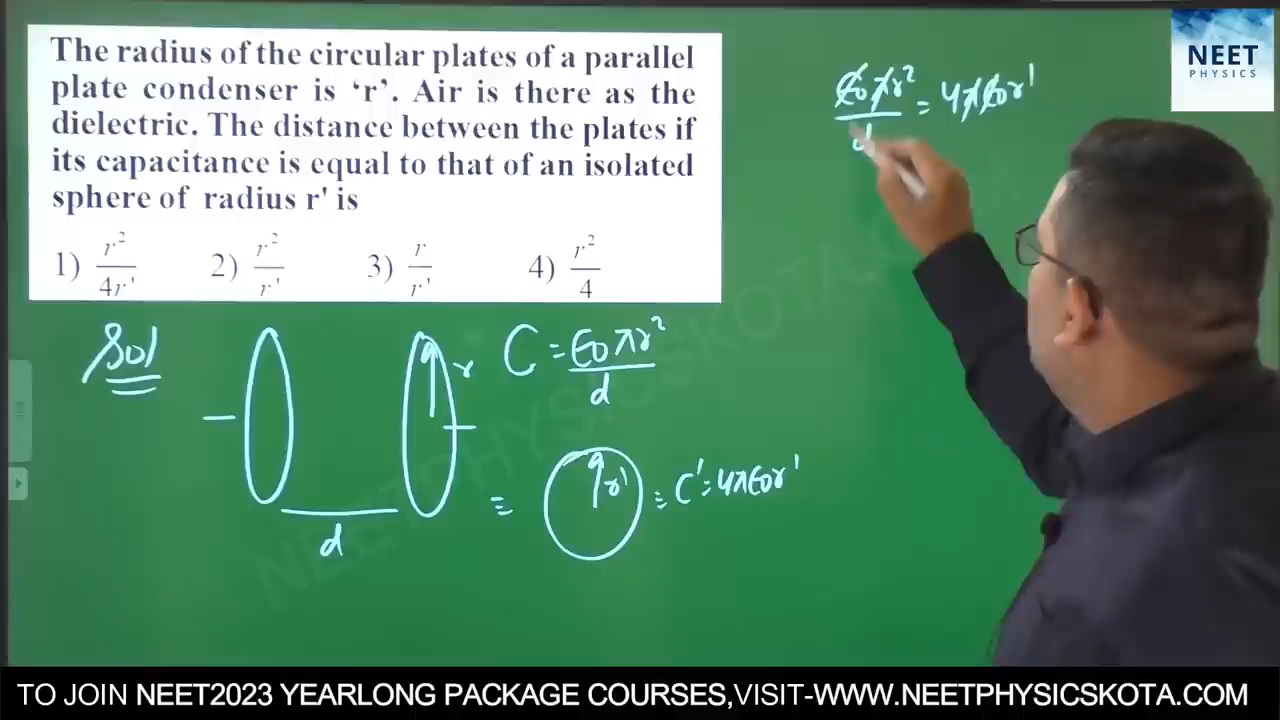 The radius of the circular plates of a parallel
plate condenser is ‘r’. Air is there as the
dielectric. The distance between the plates if
its capacitance is equal to that of an isolated
sphere of radius r' is
1) r²/4r' 2) r²/r' 3) r/r' 4) r²/4
NEET
PHYSICS
ϵ₀πr²/d = 4πϵ₀r'
Sol
r
C = ϵ₀πr²/d
d
r'
= C' = 4πϵ₀r'
NEETPHYSICSKOTA
TO JOIN NEET2023 YEARLONG PACKAGE COURSES,VISIT-WWW.NEETPHYSICSKOTA.COM